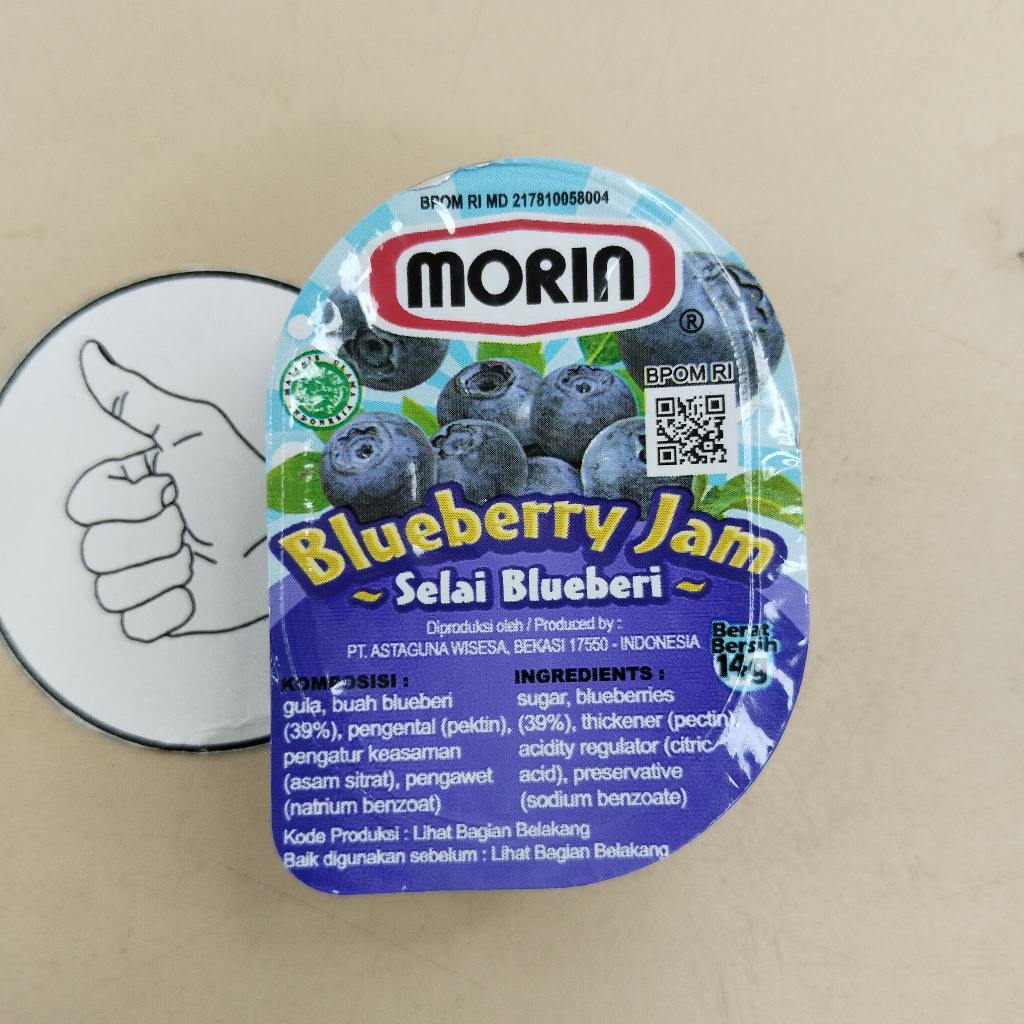 BPOM RI MD 217810058004
MORIN
®
BPOM RI
Blueberry Jam
~ Selai Blueberi ~
Diproduksi oleh / Produced by :
PT. ASTAGUNA WISESA, BEKASI 17550 - INDONESIA
Berat
Bersih
14g
KOMPOSISI :
gula, buah blueberi
(39%), pengental (pektin),
pengatur keasaman
(asam sitrat), pengawet
(natrium benzoat)
INGREDIENTS :
sugar, blueberries
(39%), thickener (pectin),
acidity regulator (citric
acid), preservative
(sodium benzoate)
Kode Produksi : Lihat Bagian Belakang
Baik digunakan sebelum : Lihat Bagian Belakang